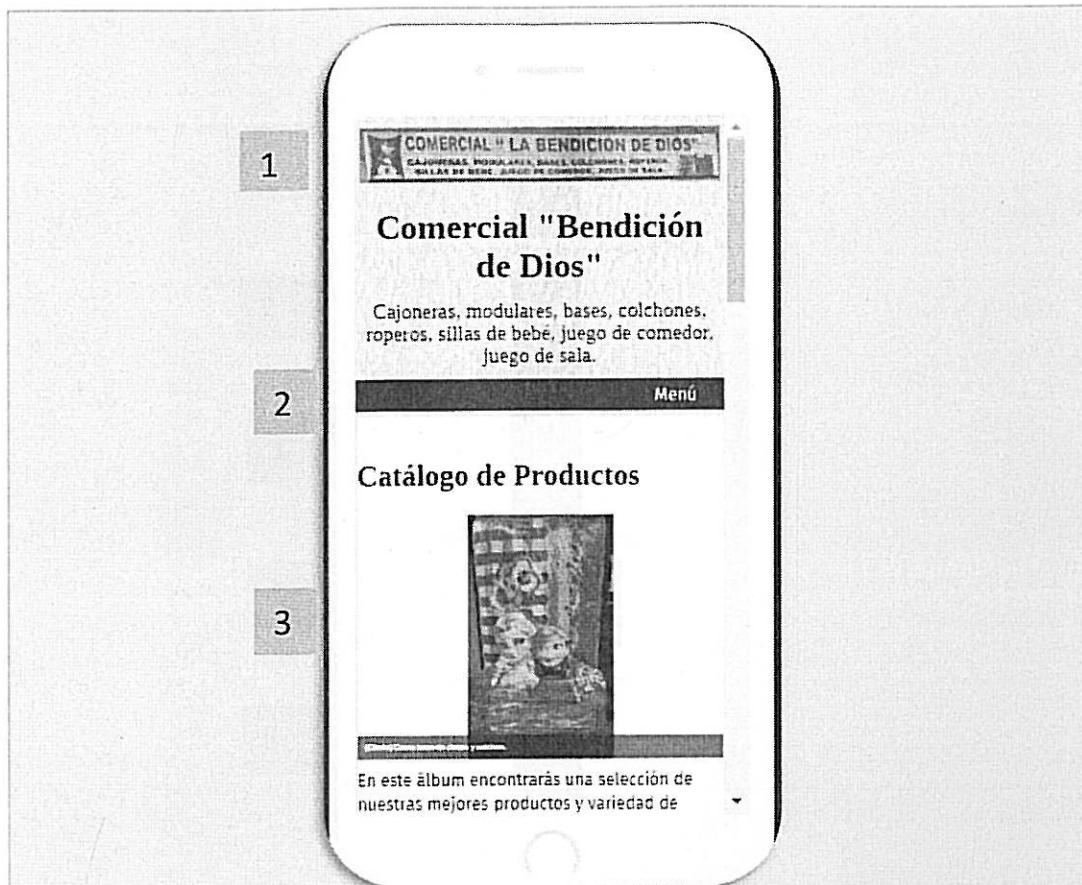 1
COMERCIAL " LA BENDICION DE DIOS"
CAJONERAS, MODULARES, BASES, COLCHONES, ROPEROS
SILLAS DE BEBE, JUEGO DE COMEDOR, JUEGO DE SALA
Comercial "Bendición
de Dios"
Cajoneras, modulares, bases, colchones,
roperos, sillas de bebé, juego de comedor,
juego de sala.
2
Menú
Catálogo de Productos
3
En este álbum encontrarás una selección de
nuestras mejores productos y variedad de